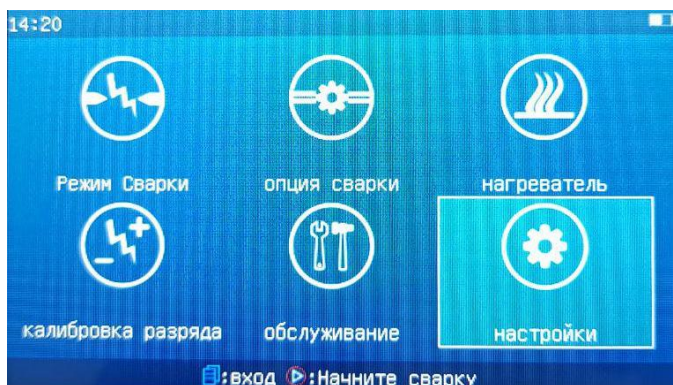 14:20
Режим Сварки опция сварки нагреватель
калибровка разряда обслуживание настройки
:вход :Начните сварку